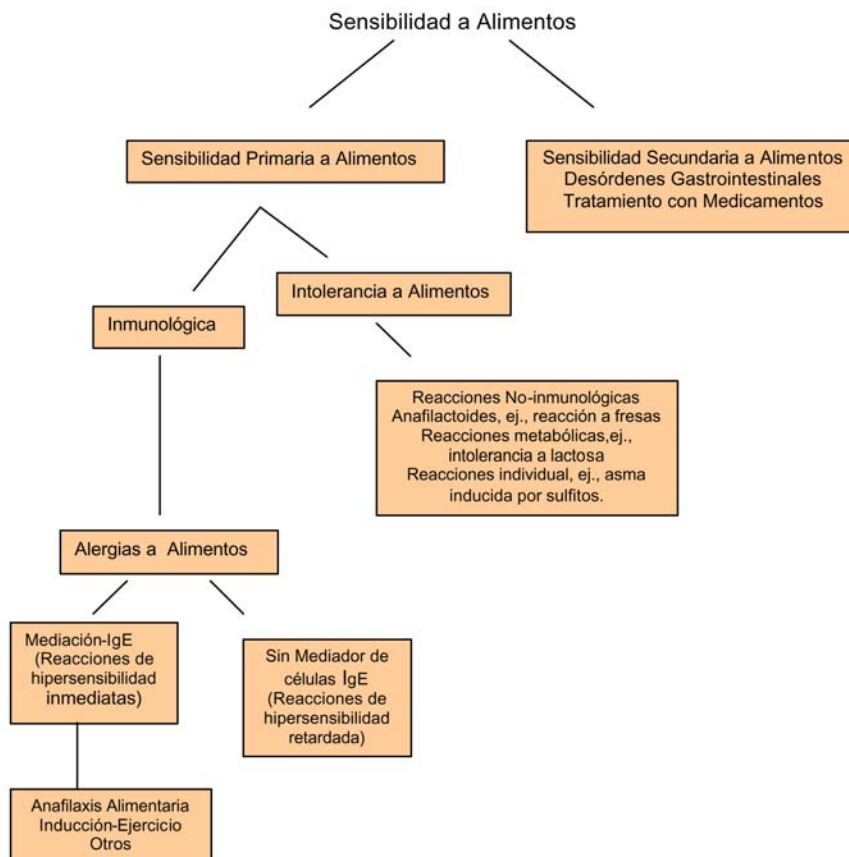 Sensibilidad a Alimentos
Sensibilidad Primaria a Alimentos
Sensibilidad Secundaria a Alimentos
Desórdenes Gastrointestinales
Tratamiento con Medicamentos
Inmunológica
Intolerancia a Alimentos
Reacciones No-inmunológicas
Anafilactoides, ej., reacción a fresas
Reacciones metabólicas,ej.,
intolerancia a lactosa
Reacciones individual, ej., asma
inducida por sulfitos.
Alergias a Alimentos
Mediación-IgE
(Reacciones de
hipersensibilidad
inmediatas)
Sin Mediador de
células IgE
(Reacciones de
hipersensibilidad
retardada)
Anafilaxis Alimentaria
Inducción-Ejercicio
Otros